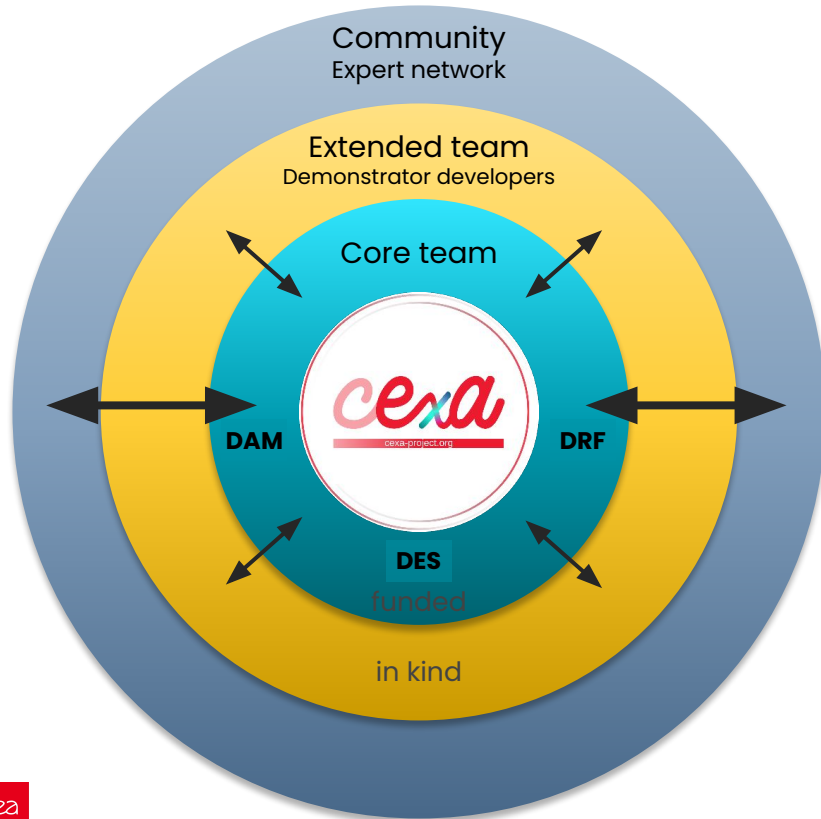 Community
Expert network
Extended team
Demonstrator developers
Core team
cexa
cexa-project.org
DAM
DRF
DES
funded
in kind